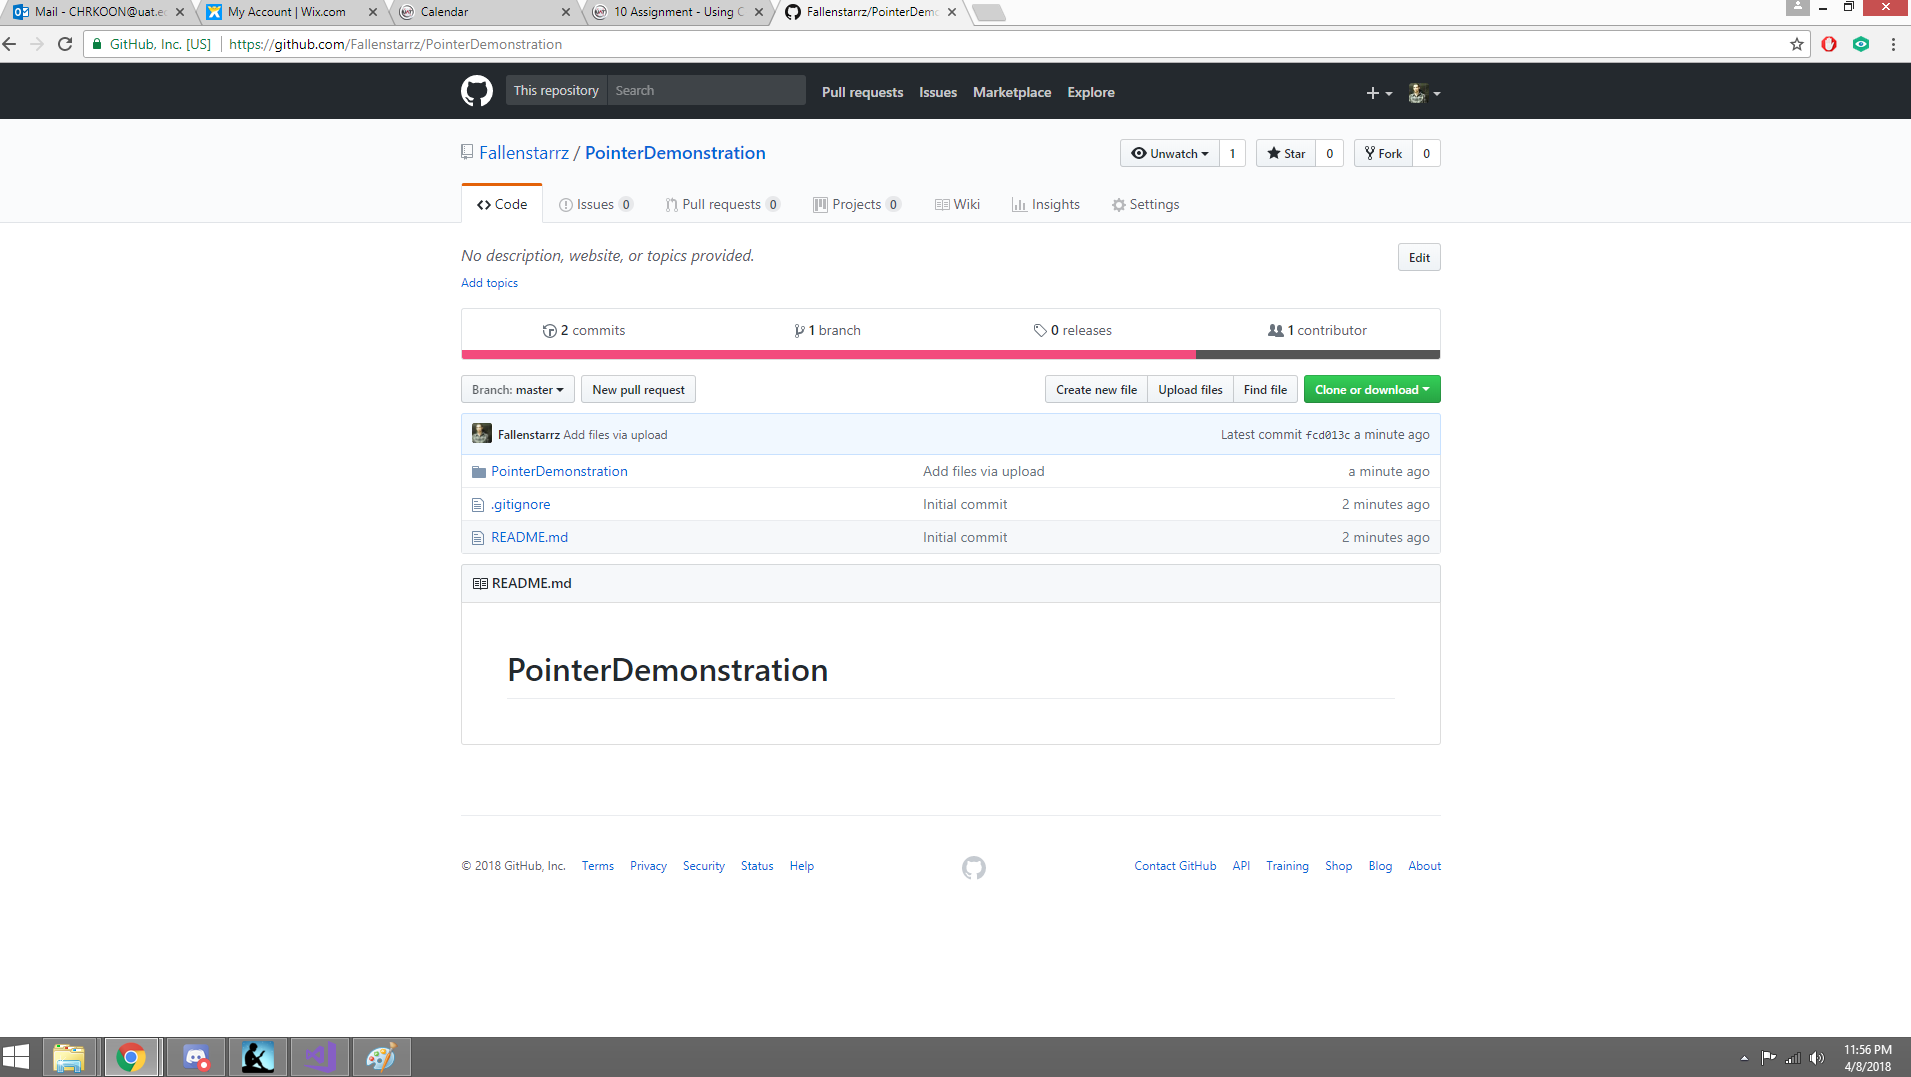 Mail - CHRKOON@uat.e
My Account | Wix.com
Calendar
10 Assignment - Using C
Fallenstarrz/PointerDemo
GitHub, Inc. [US]
https://github.com/Fallenstarrz/PointerDemonstration
This repository
Search
Pull requests
Issues
Marketplace
Explore
Fallenstarrz / PointerDemonstration
Unwatch 1
Star 0
Fork 0
Code
Issues 0
Pull requests 0
Projects 0
Wiki
Insights
Settings
No description, website, or topics provided.
Edit
Add topics
2 commits
1 branch
0 releases
1 contributor
Branch: master
New pull request
Create new file
Upload files
Find file
Clone or download
Fallenstarrz Add files via upload
Latest commit fcd013c a minute ago
PointerDemonstration
Add files via upload
a minute ago
.gitignore
Initial commit
2 minutes ago
README.md
Initial commit
2 minutes ago
README.md
PointerDemonstration
© 2018 GitHub, Inc.
Terms
Privacy
Security
Status
Help
Contact GitHub
API
Training
Shop
Blog
About
11:56 PM
4/8/2018